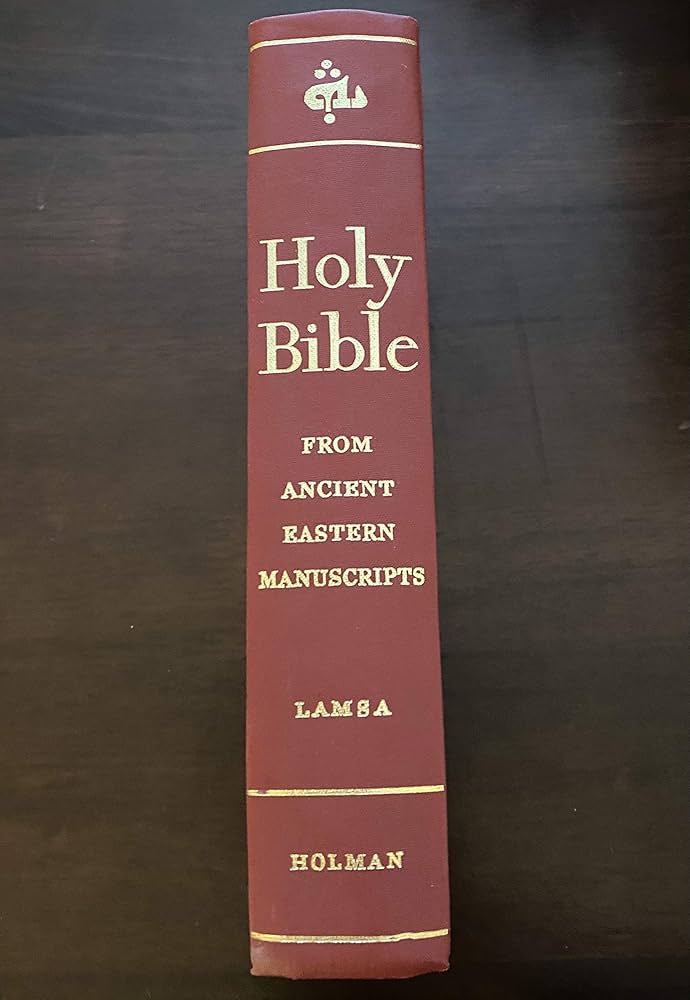 Holy
Bible
FROM
ANCIENT
EASTERN
MANUSCRIPTS
LAMSA
HOLMAN